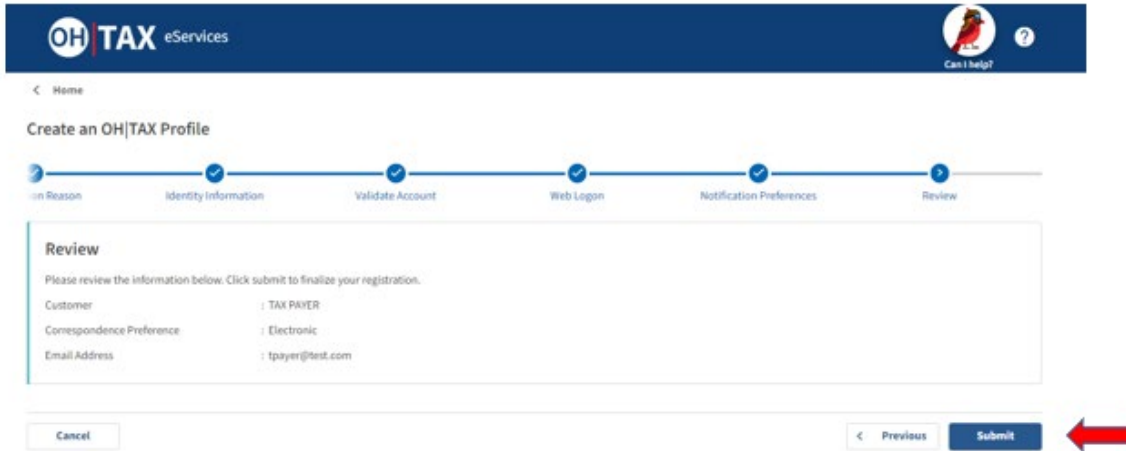 OH|TAX eServices
Can I help?
?
< Home
Create an OH|TAX Profile
on Reason Identity Information Validate Account Web Logon Notification Preferences Review
Review
Please review the information below. Click submit to finalize your registration.
Customer : TAX PAYER
Correspondence Preference : Electronic
Email Address : tpayer@test.com
Cancel < Previous Submit